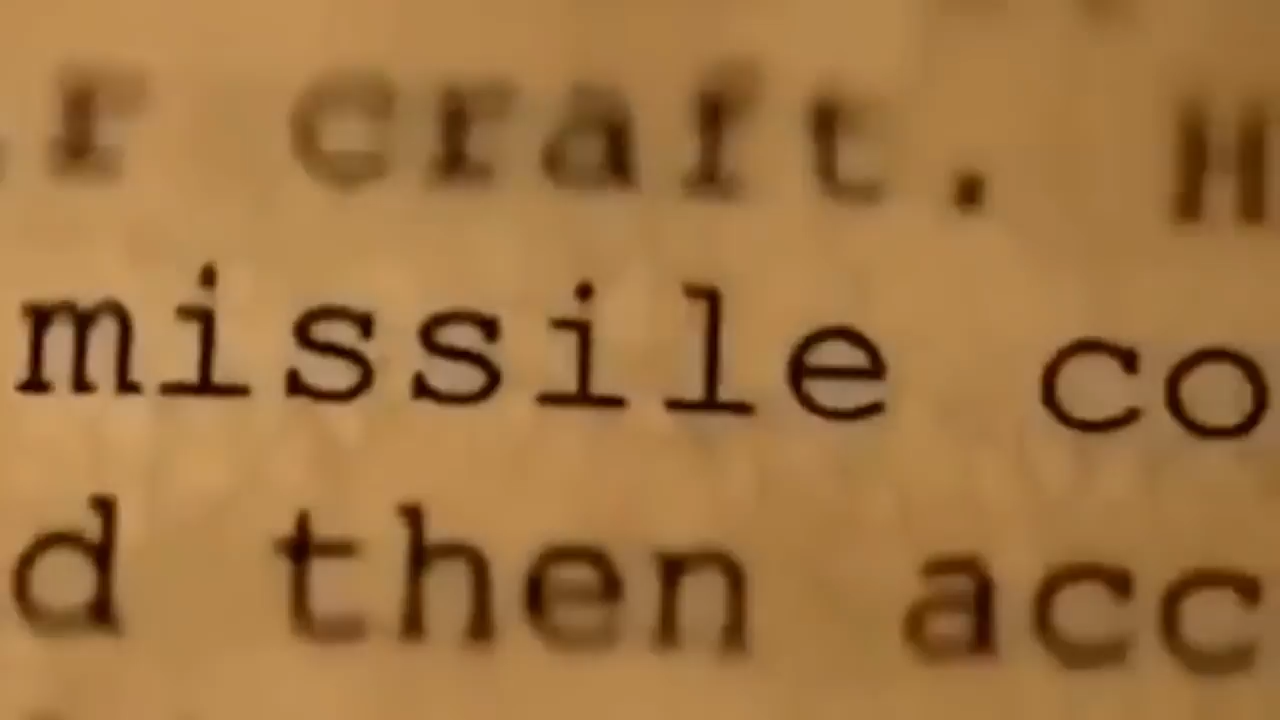 r craft. H
missile co
d then acc